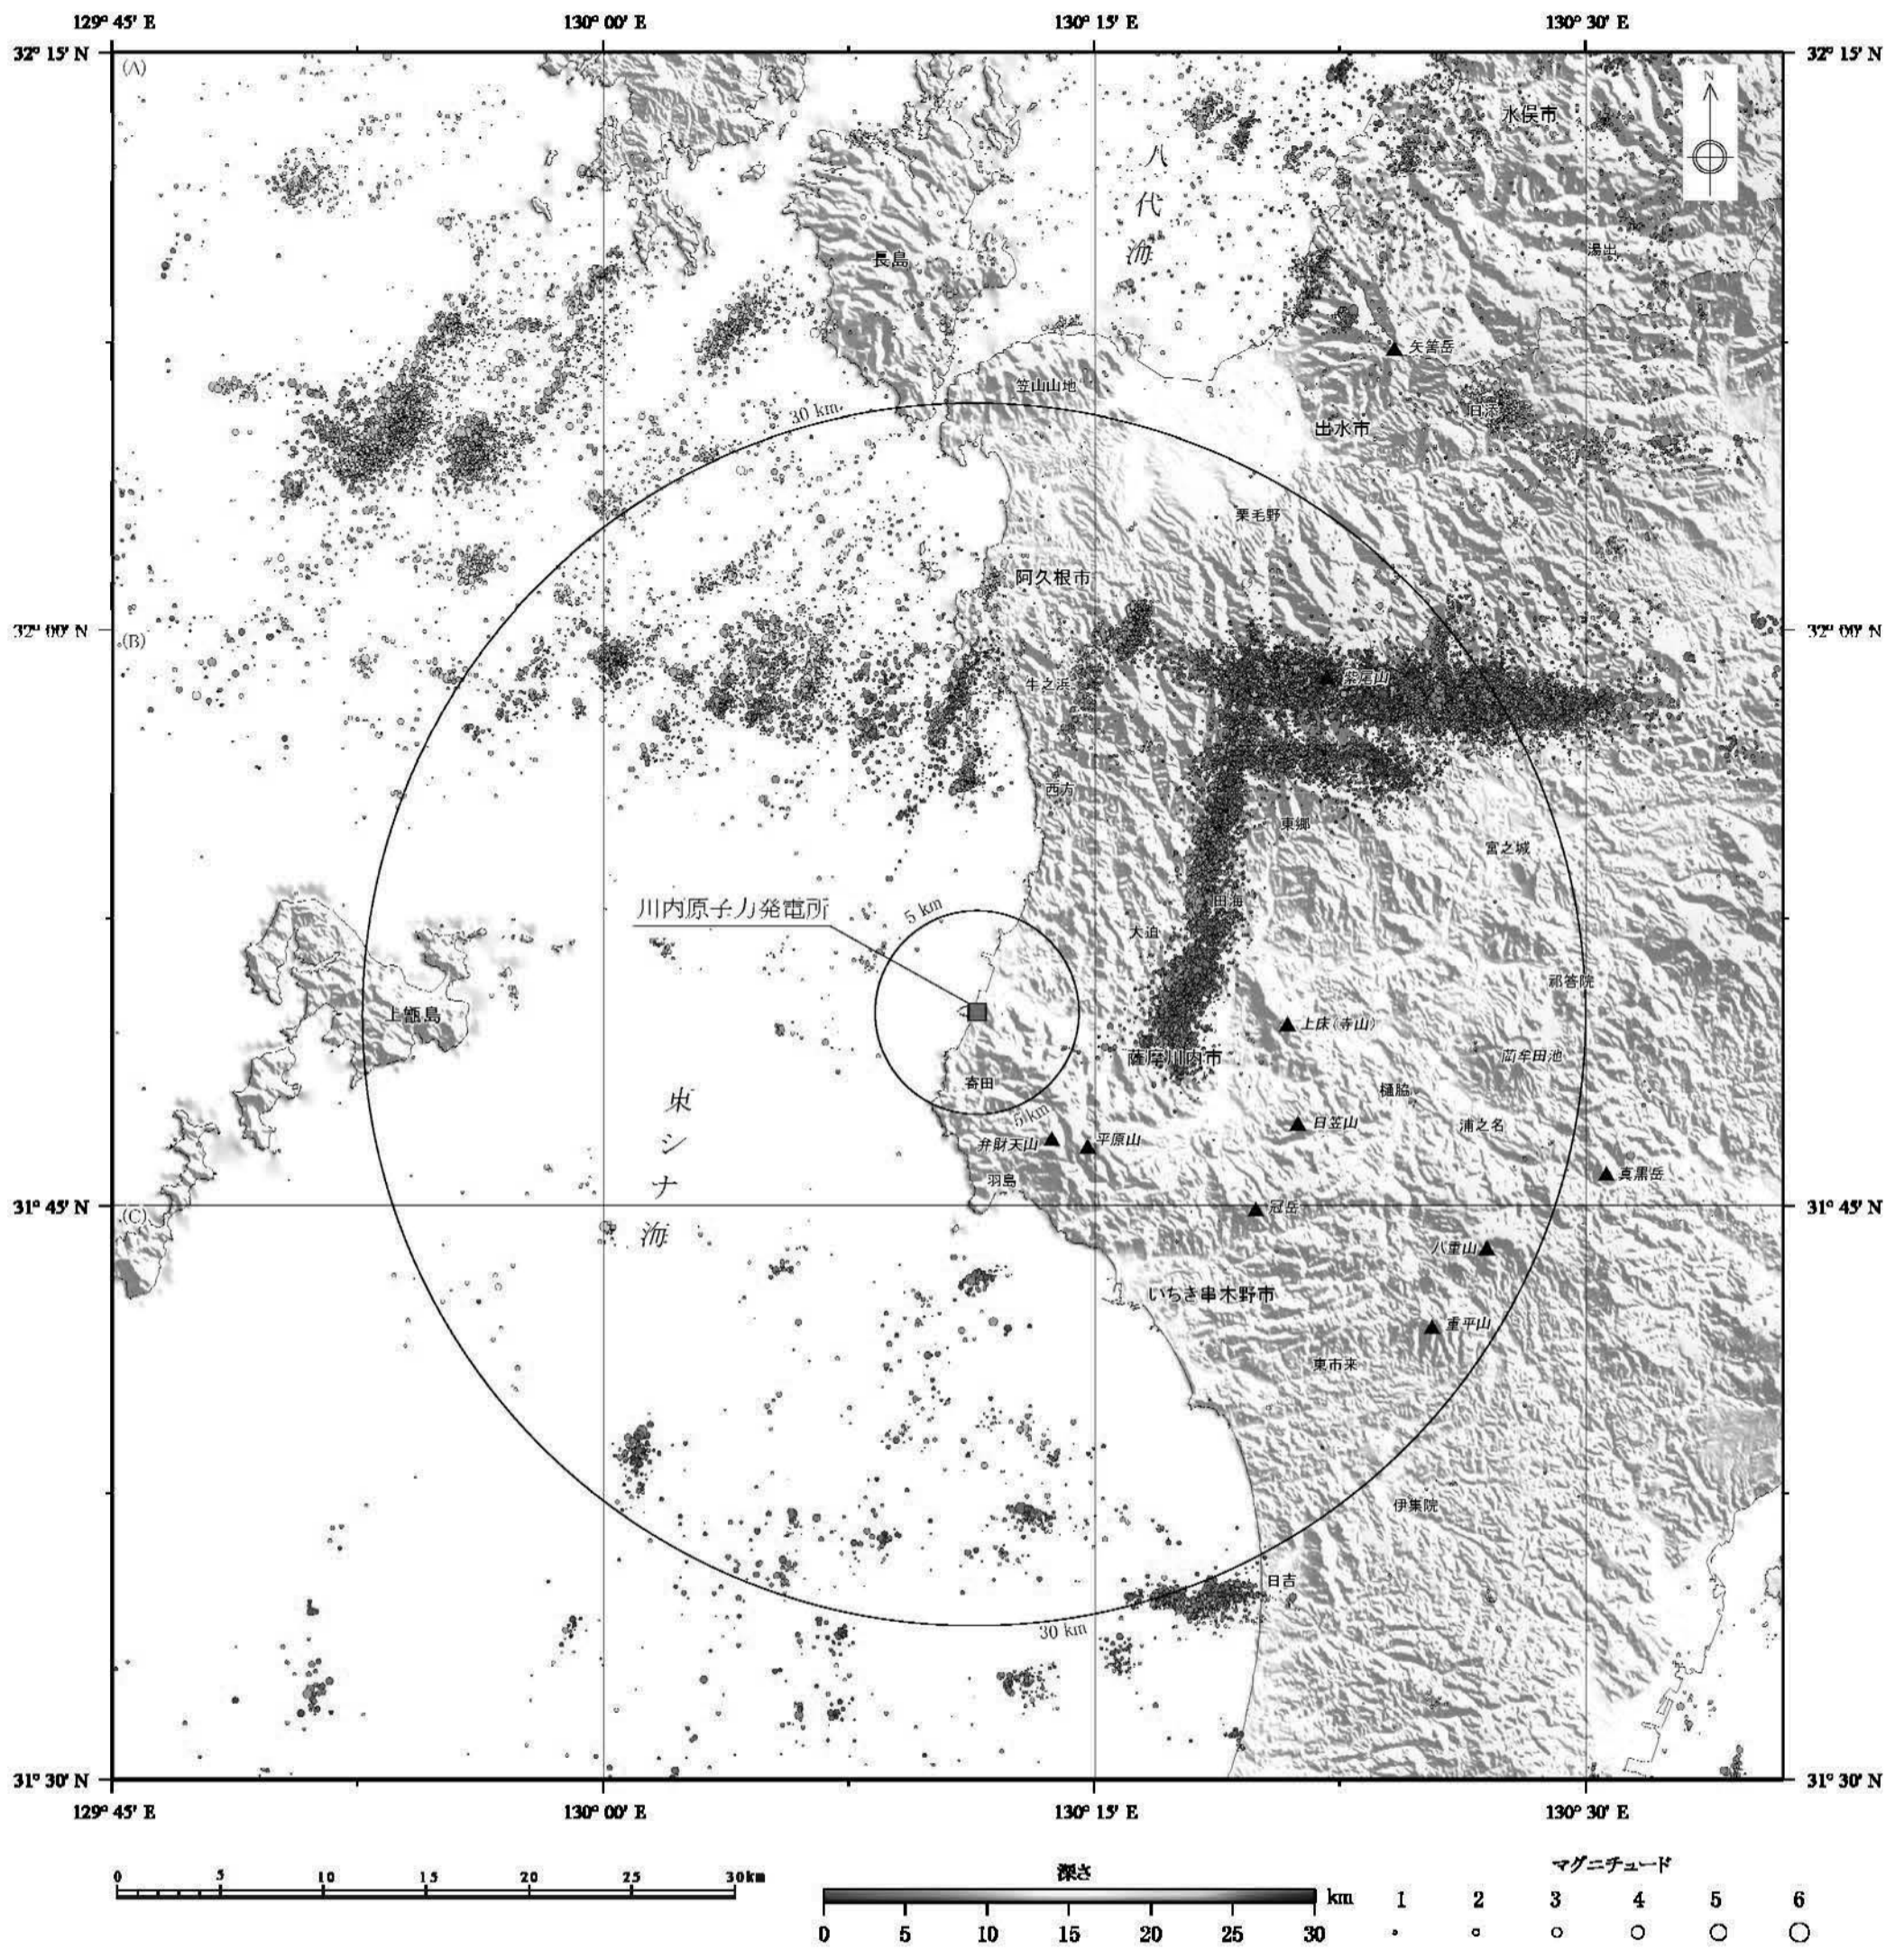 129° 45' E
130° 00' E
130° 15' E
130° 30' E
32° 15' N
(A)
32° 15' N
N
水俣市
八代海
湯出
長島
矢筈岳
笠山山地
30 km
出水市
栗毛野
阿久根市
32° 00' N
(B)
32° 00' N
牛之浜
紫尾山
西方
東郷
富之城
川内原子力発電所
5 km
田海
大迫
祁答院
上甑島
上床(寺山)
薩摩川内市
藺牟田池
寄田
樋脇
東シナ海
5 km
日笠山
浦之名
弁財天山
平原山
羽島
真黒岳
31° 45' N
(C)
冠岳
31° 45' N
八重山
いちき串木野市
重平山
東市来
伊集院
日吉
30 km
31° 30' N
31° 30' N
129° 45' E
130° 00' E
130° 15' E
130° 30' E
0 5 10 15 20 25 30km
深さ
km
0 5 10 15 20 25 30
マグニチュード
1 2 3 4 5 6